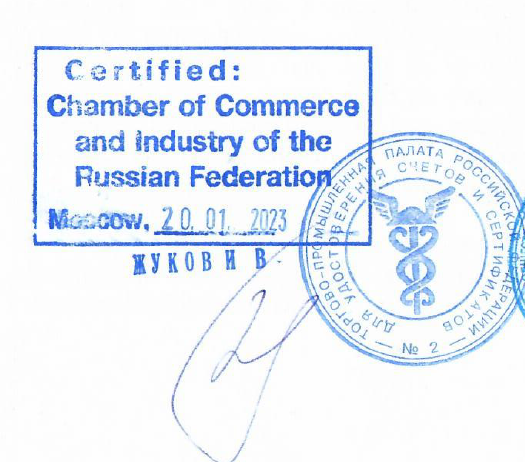 Certified:
Chamber of Commerce
and Industry of the
Russian Federation
Moscow, 20.01.2023
ЖУКОВ И В.
ТОРГОВО-ПРОМЫШЛЕННАЯ ПАЛАТА РОССИЙСКОЙ ФЕДЕРАЦИИ
ДЛЯ УДОСТОВЕРЕНИЯ СЧЕТОВ И СЕРТИФИКАТОВ
№ 2